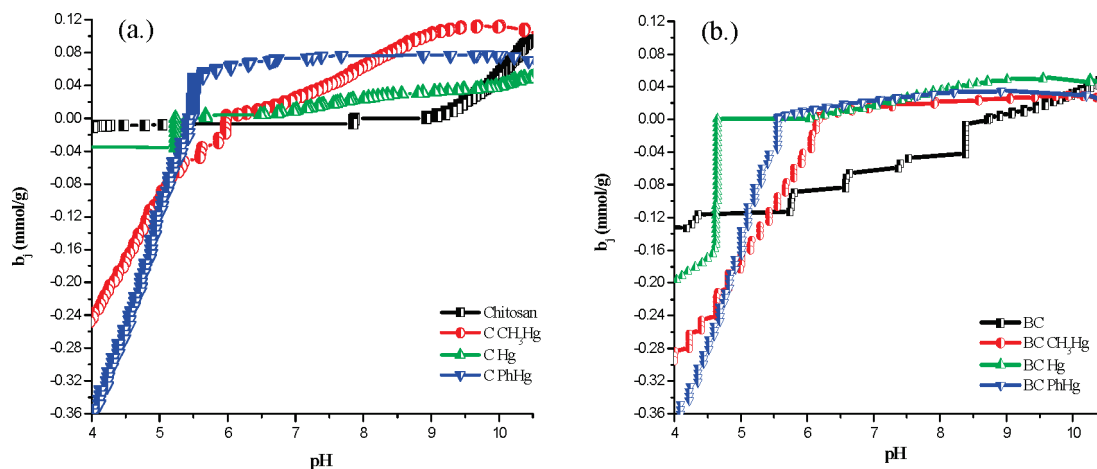 (a.)
0.12
0.08
0.04
0.00
-0.04
-0.08
-0.12
-0.16
-0.20
-0.24
-0.28
-0.32
-0.36
b_j (mmol/g)
4 5 6 7 8 9 10
pH
Chitosan
C CH₃Hg
C Hg
C PhHg
(b.)
0.12
0.08
0.04
0.00
-0.04
-0.08
-0.12
-0.16
-0.20
-0.24
-0.28
-0.32
-0.36
b_j (mmol/g)
4 5 6 7 8 9 10
pH
BC
BC CH₃Hg
BC Hg
BC PhHg